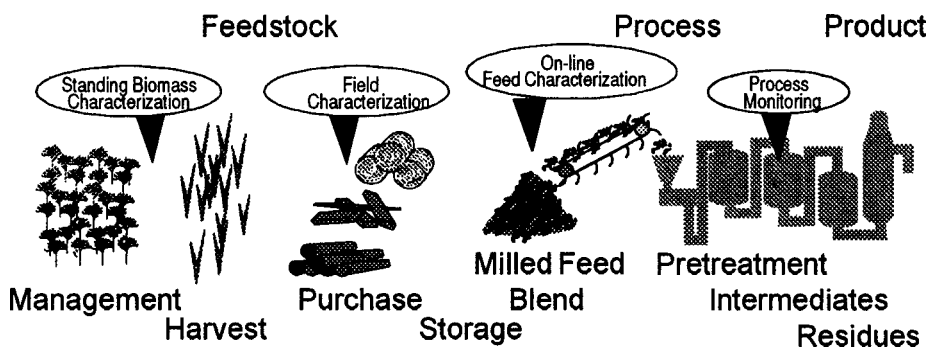 Feedstock Process Product
Standing Biomass
Characterization
Field
Characterization
On-line
Feed Characterization
Process
Monitoring
Milled Feed Pretreatment
Management Purchase Blend Intermediates
Harvest Storage Residues